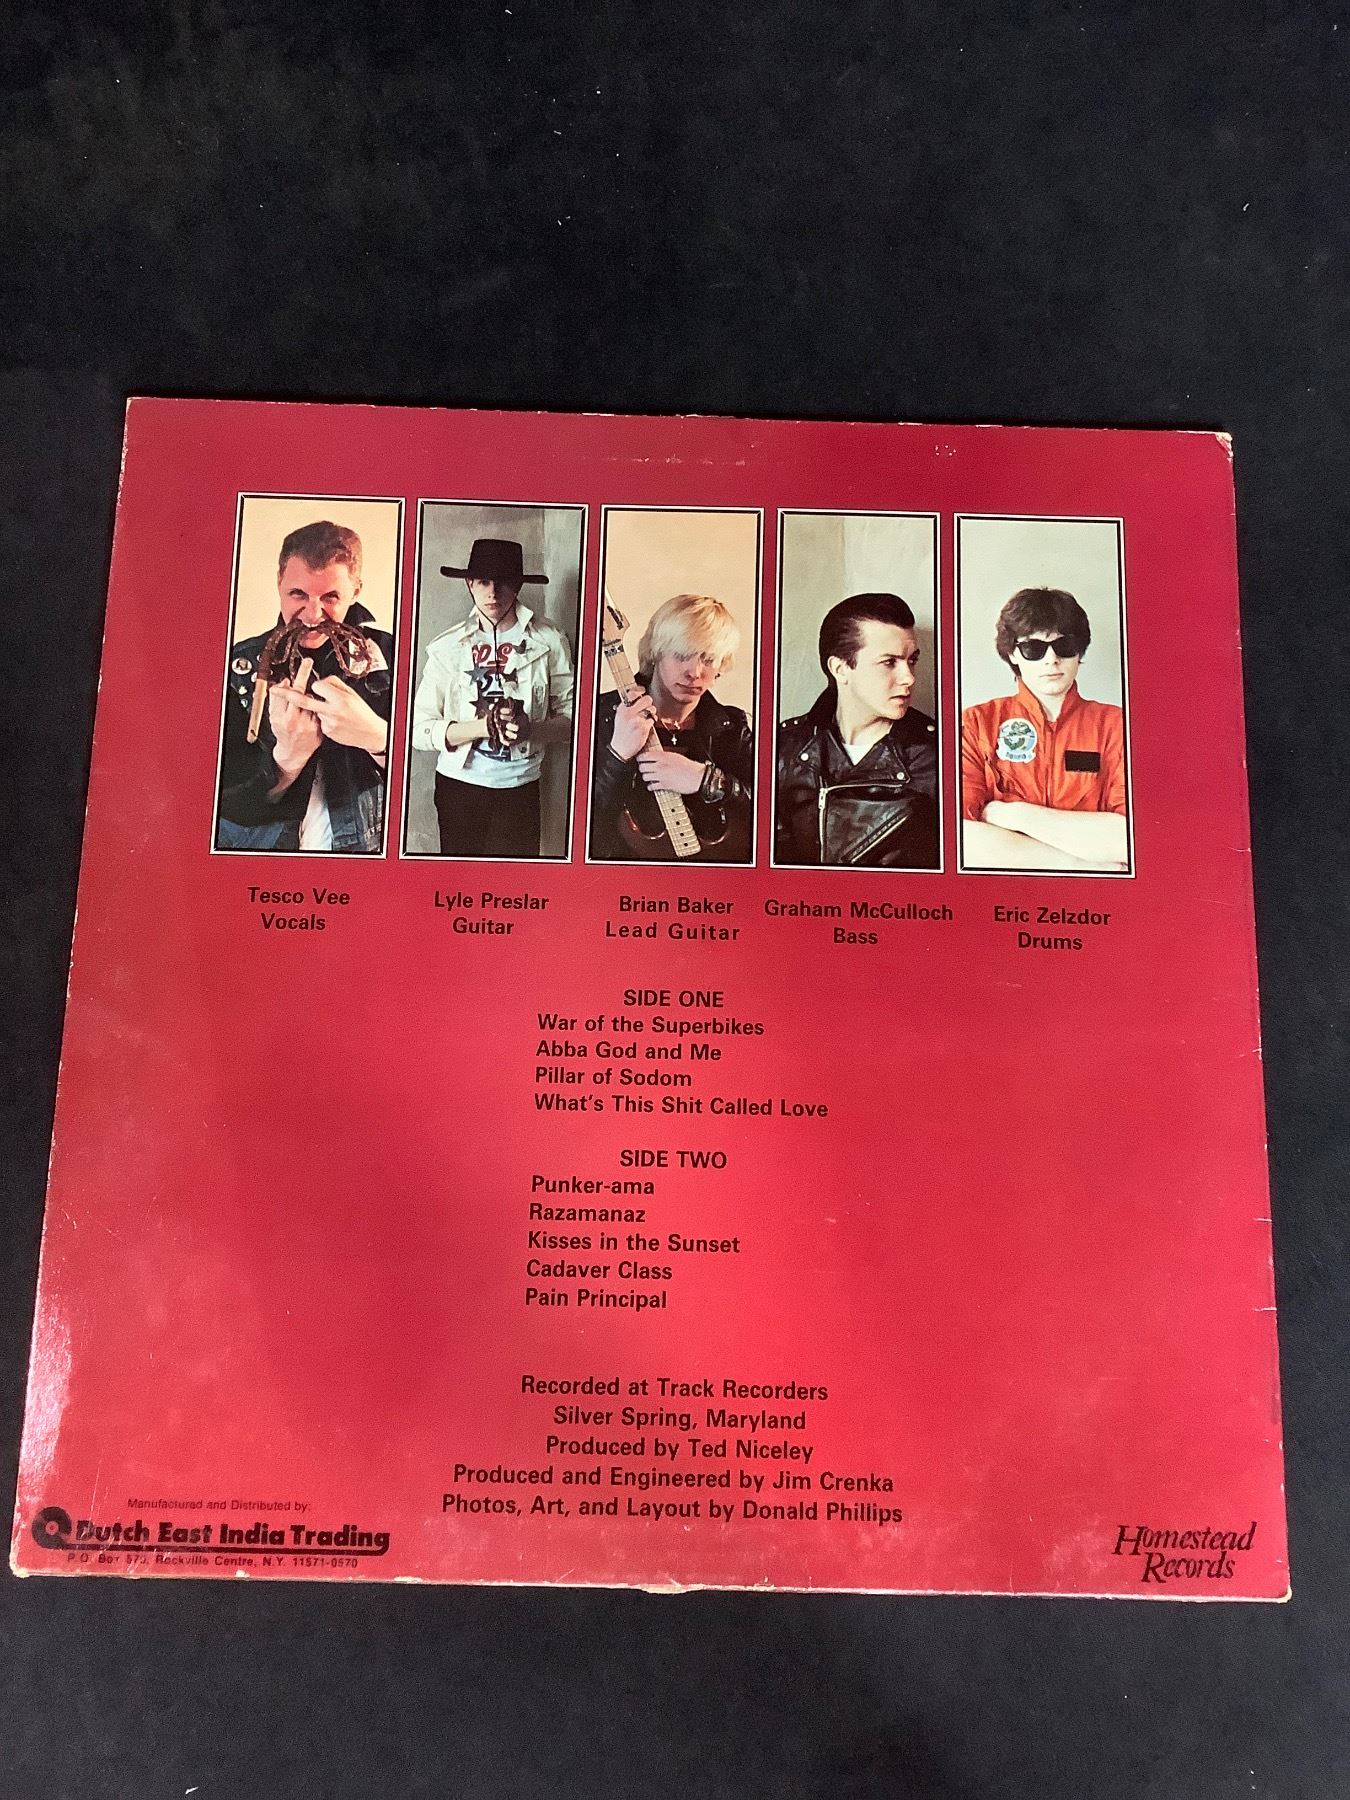 Tesco Vee
Vocals
Lyle Preslar
Guitar
Brian Baker
Lead Guitar
Graham McCulloch
Bass
Eric Zelzdor
Drums
SIDE ONE
War of the Superbikes
Abba God and Me
Pillar of Sodom
What's This Shit Called Love
SIDE TWO
Punker-ama
Razamanaz
Kisses in the Sunset
Cadaver Class
Pain Principal
Recorded at Track Recorders
Silver Spring, Maryland
Produced by Ted Niceley
Produced and Engineered by Jim Crenka
Photos, Art, and Layout by Donald Phillips
Manufactured and Distributed by:
Dutch East India Trading
P.O. Box 570, Rockville Centre, N.Y. 11571-0570
Homestead
Records